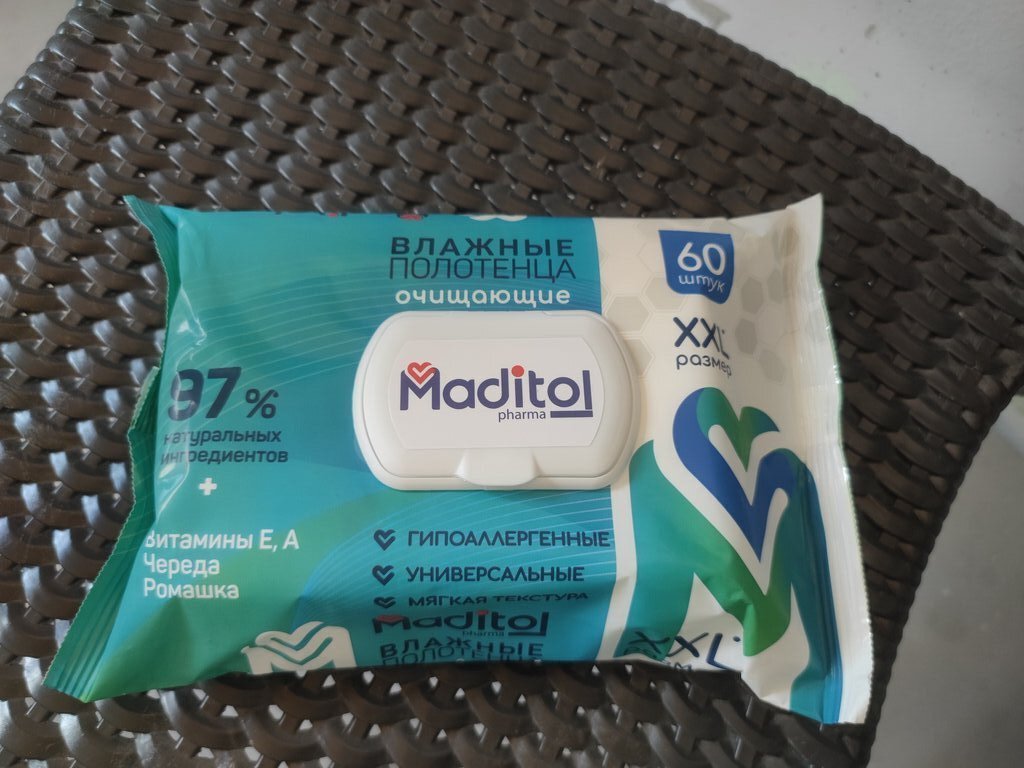 ВЛАЖНЫЕ
ПОЛОТЕНЦА
очищающие
60
штук
XXL
размер
Maditol
pharma
97 %
натуральных
ингредиентов
+
Витамины Е, А
Череда
Ромашка
ГИПОАЛЛЕРГЕННЫЕ
УНИВЕРСАЛЬНЫЕ
МЯГКАЯ ТЕКСТУРА
Maditol
pharma
ВЛАЖНЫЕ
ПОЛОТЕНЦА
XXL